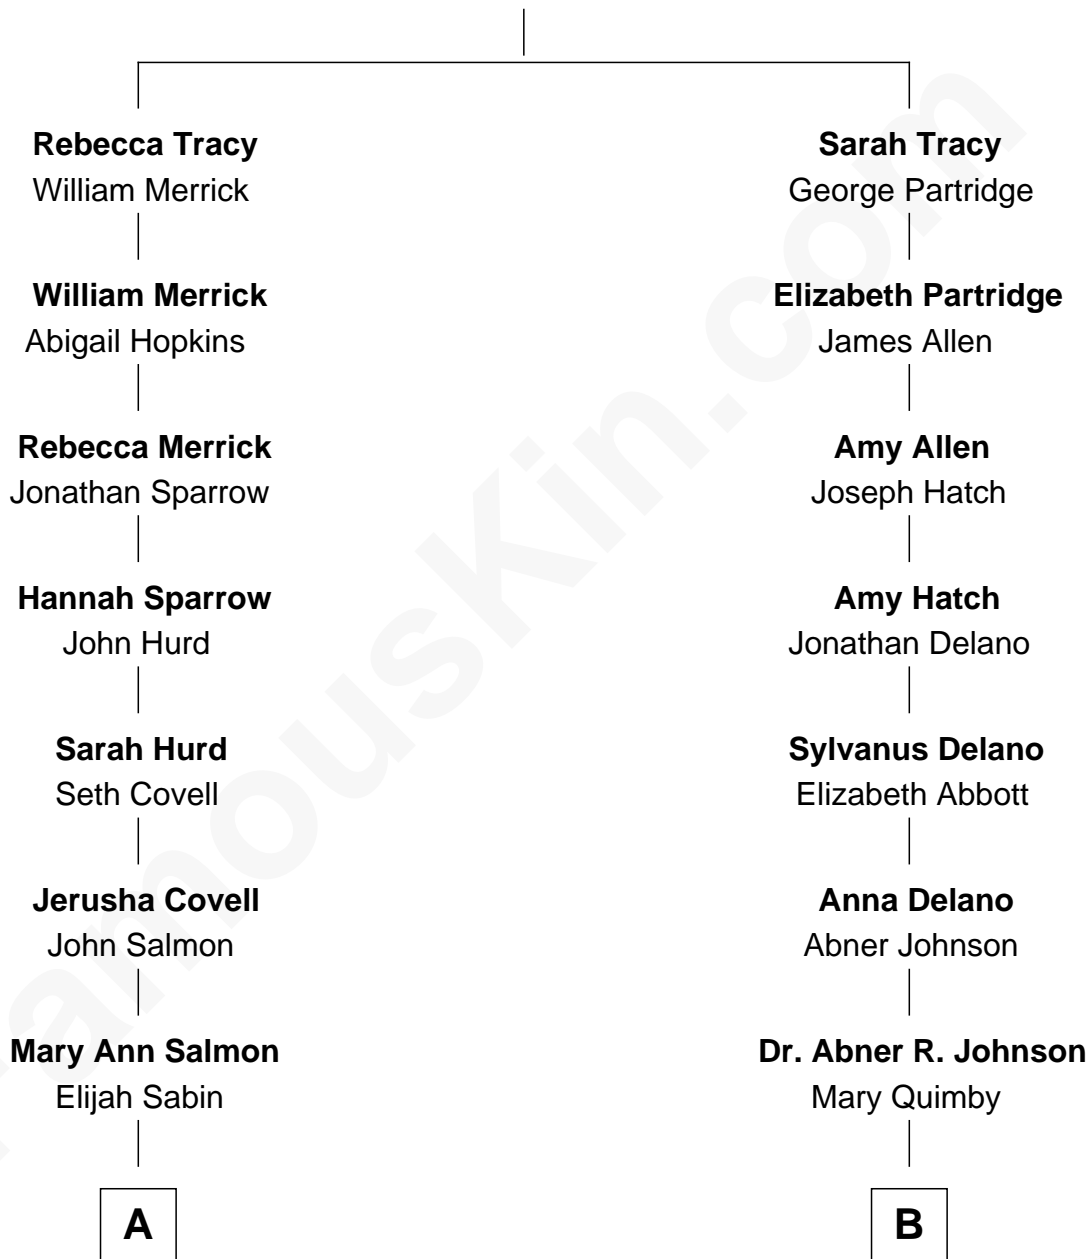 Rebecca Tracy
William Merrick
William Merrick
Abigail Hopkins
Rebecca Merrick
Jonathan Sparrow
Hannah Sparrow
John Hurd
Sarah Hurd
Seth Covell
Jerusha Covell
John Salmon
Mary Ann Salmon
Elijah Sabin
A
Sarah Tracy
George Partridge
Elizabeth Partridge
James Allen
Amy Allen
Joseph Hatch
Amy Hatch
Jonathan Delano
Sylvanus Delano
Elizabeth Abbott
Anna Delano
Abner Johnson
Dr. Abner R. Johnson
Mary Quimby
B
FamousKin.com